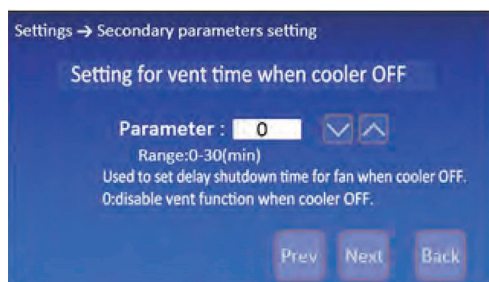 Settings → Secondary parameters setting
Setting for vent time when cooler OFF
Parameter : 0
Range:0-30(min)
Used to set delay shutdown time for fan when cooler OFF.
0:disable vent function when cooler OFF.
Prev Next Back